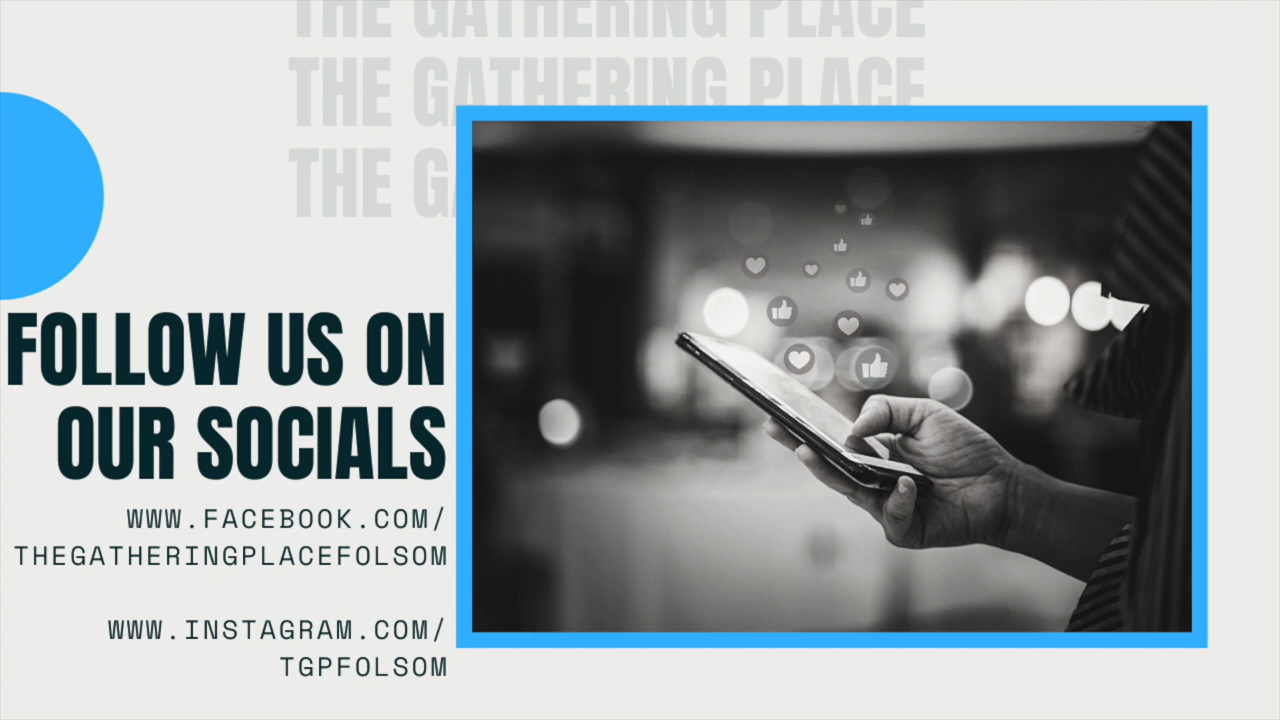 THE GATHERING PLACE
THE GATHERING PLACE
THE
FOLLOW US ON
OUR SOCIALS
WWW.FACEBOOK.COM/
THEGATHERINGPLACEFOLSOM
WWW.INSTAGRAM.COM/
TGPFOLSOM